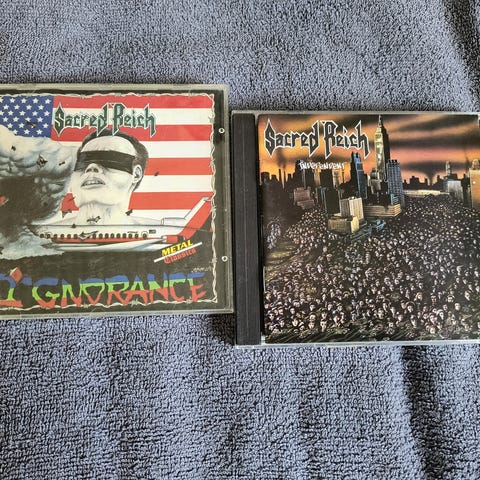 Sacred Reich
METAL
Classics
IGNORANCE
Sacred Reich
Independent